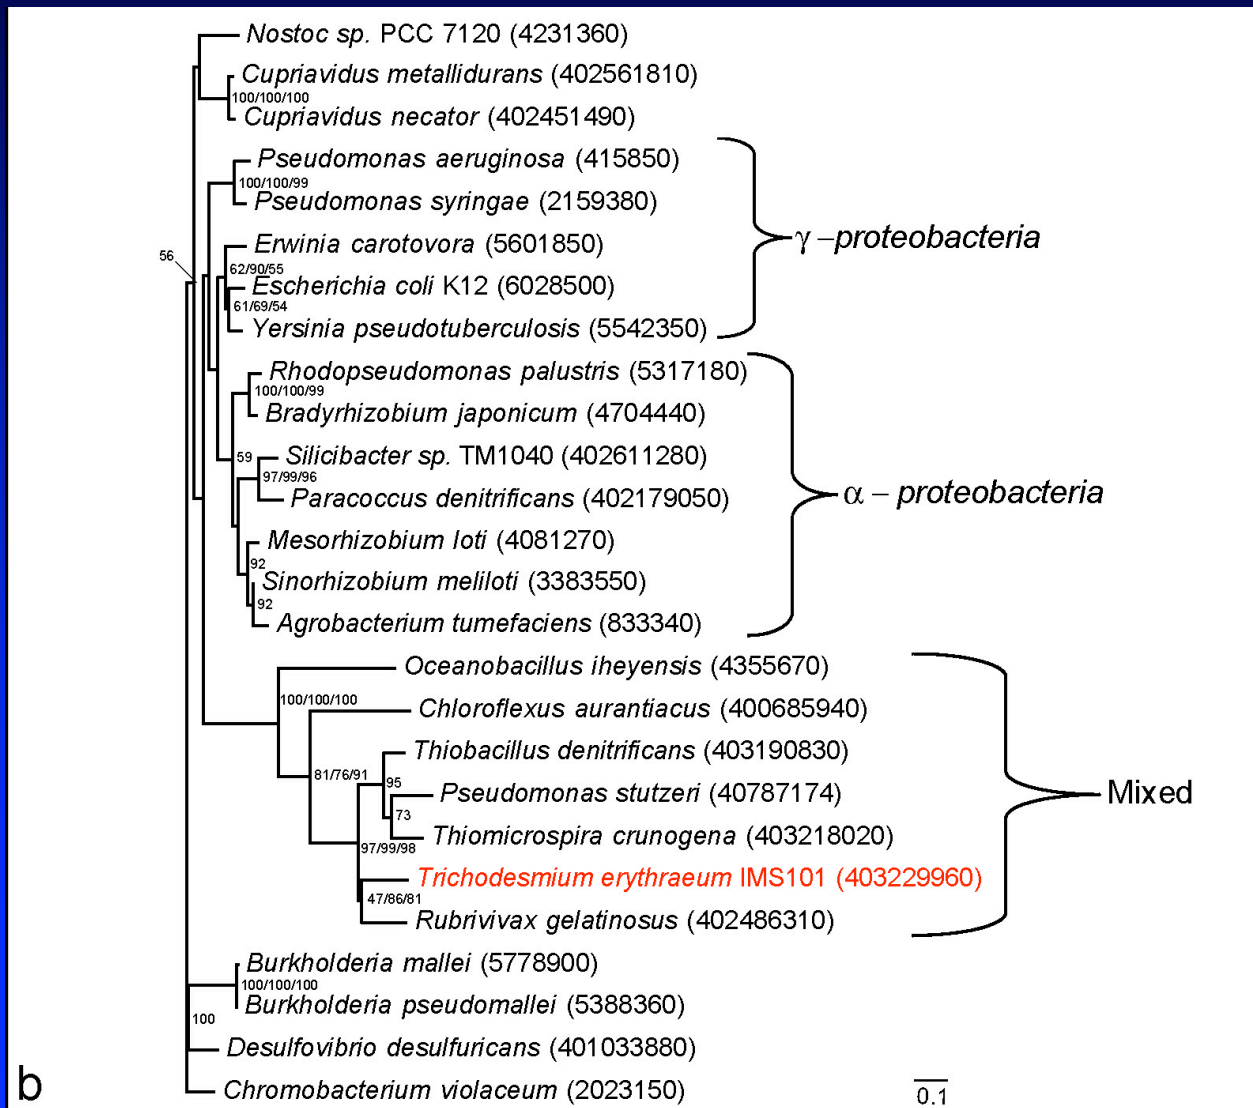 Nostoc sp. PCC 7120 (4231360)
Cupriavidus metallidurans (402561810)
100/100/100
Cupriavidus necator (402451490)
Pseudomonas aeruginosa (415850)
100/100/99
Pseudomonas syringae (2159380)
γ –proteobacteria
Erwinia carotovora (5601850)
56
62/90/55
Escherichia coli K12 (6028500)
61/69/54
Yersinia pseudotuberculosis (5542350)
Rhodopseudomonas palustris (5317180)
100/100/99
Bradyrhizobium japonicum (4704440)
Silicibacter sp. TM1040 (402611280)
59
97/99/96
Paracoccus denitrificans (402179050)
α – proteobacteria
Mesorhizobium loti (4081270)
92
Sinorhizobium meliloti (3383550)
92
Agrobacterium tumefaciens (833340)
Oceanobacillus iheyensis (4355670)
100/100/100
Chloroflexus aurantiacus (400685940)
Thiobacillus denitrificans (403190830)
81/76/91
95
Pseudomonas stutzeri (40787174)
Mixed
73
Thiomicrospira crunogena (403218020)
97/99/98
Trichodesmium erythraeum IMS101 (403229960)
47/86/81
Rubrivivax gelatinosus (402486310)
Burkholderia mallei (5778900)
100/100/100
Burkholderia pseudomallei (5388360)
100
Desulfovibrio desulfuricans (401033880)
Chromobacterium violaceum (2023150)
b
0.1